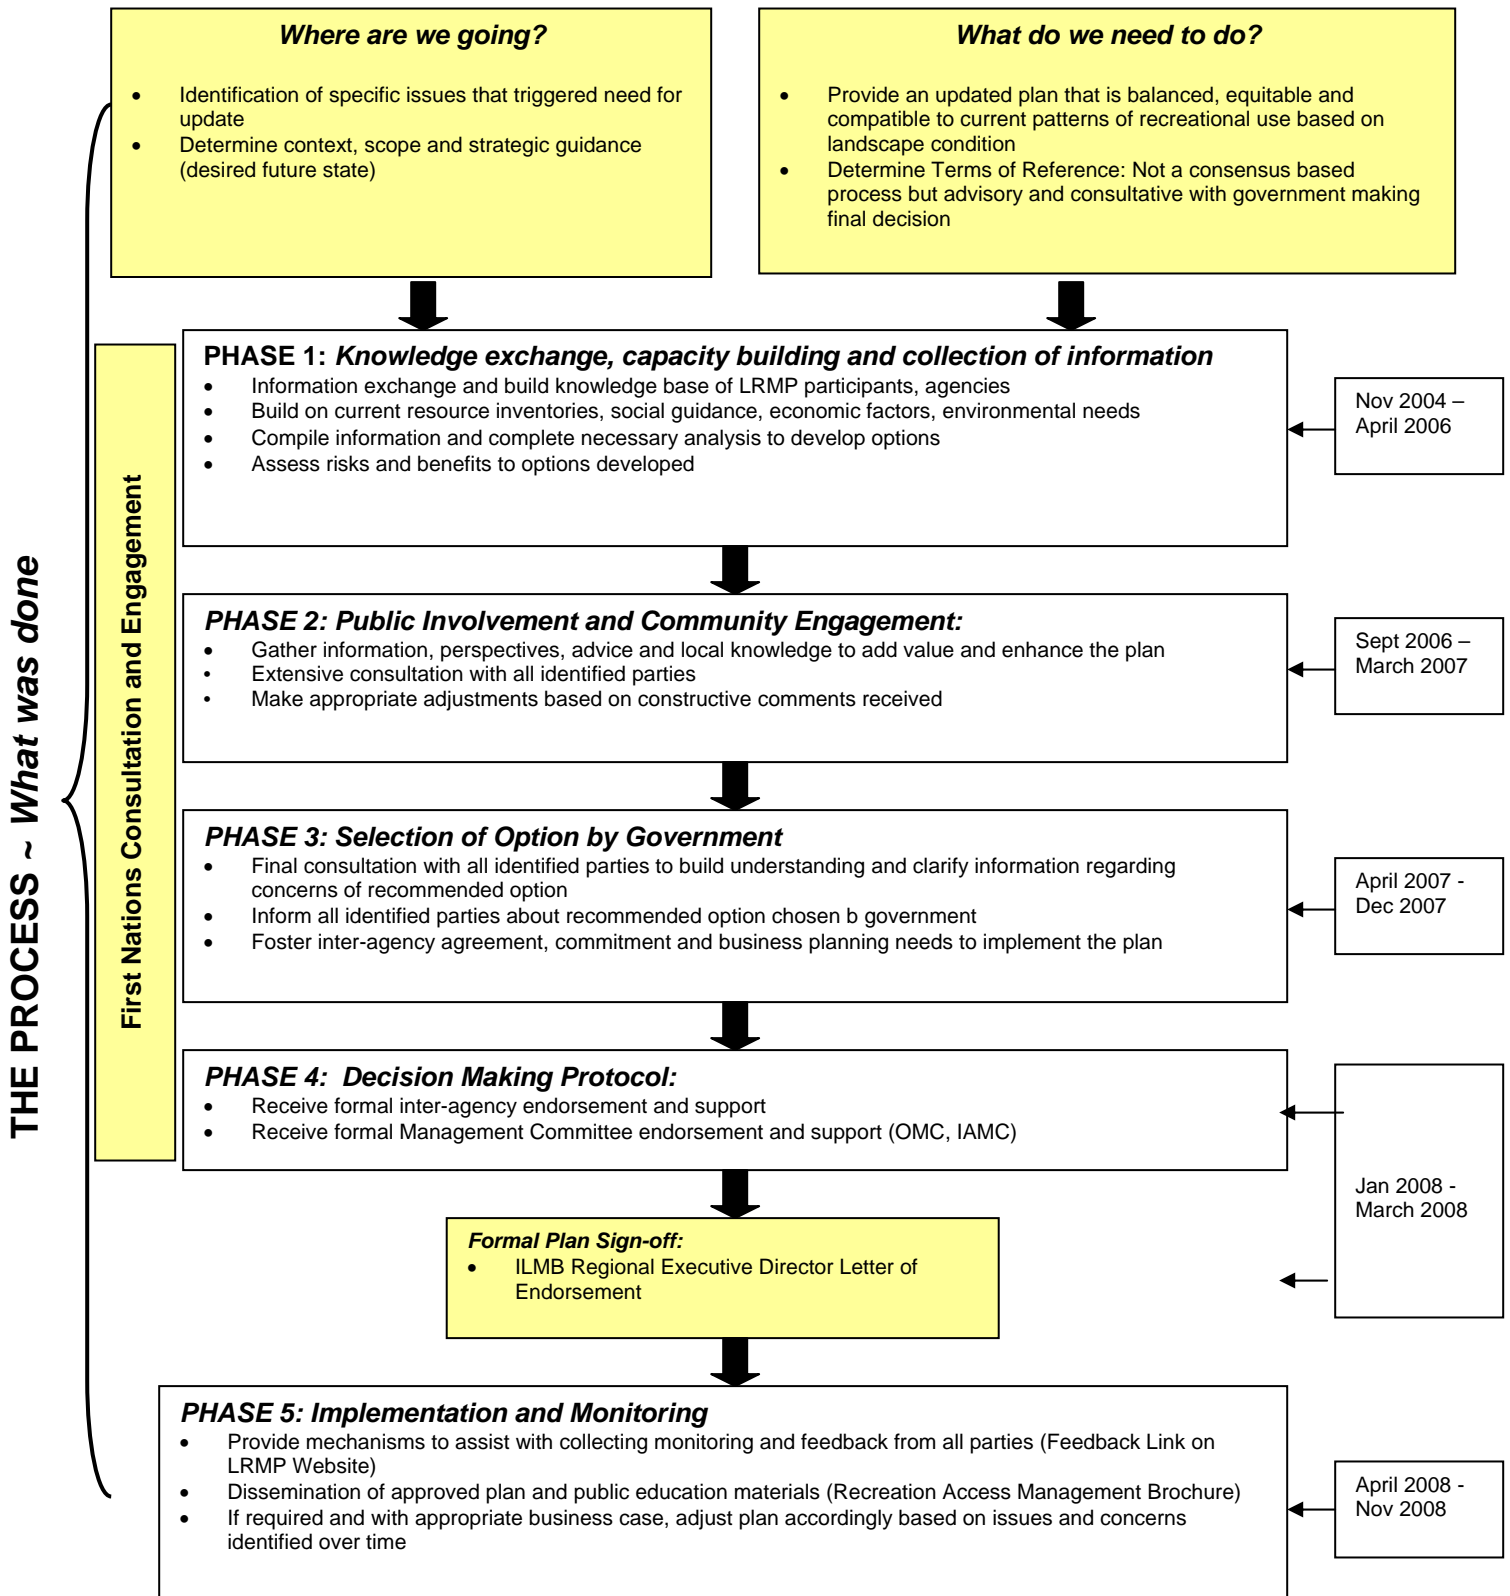 Where are we going?
• Identification of specific issues that triggered need for
update
• Determine context, scope and strategic guidance
(desired future state)
What do we need to do?
• Provide an updated plan that is balanced, equitable and
compatible to current patterns of recreational use based on
landscape condition
• Determine Terms of Reference: Not a consensus based
process but advisory and consultative with government making
final decision
THE PROCESS ~ What was done
First Nations Consultation and Engagement
PHASE 1: Knowledge exchange, capacity building and collection of information
• Information exchange and build knowledge base of LRMP participants, agencies
• Build on current resource inventories, social guidance, economic factors, environmental needs
• Compile information and complete necessary analysis to develop options
• Assess risks and benefits to options developed
Nov 2004 –
April 2006
PHASE 2: Public Involvement and Community Engagement:
• Gather information, perspectives, advice and local knowledge to add value and enhance the plan
• Extensive consultation with all identified parties
• Make appropriate adjustments based on constructive comments received
Sept 2006 –
March 2007
PHASE 3: Selection of Option by Government
• Final consultation with all identified parties to build understanding and clarify information regarding
concerns of recommended option
• Inform all identified parties about recommended option chosen b government
• Foster inter-agency agreement, commitment and business planning needs to implement the plan
April 2007 -
Dec 2007
PHASE 4: Decision Making Protocol:
• Receive formal inter-agency endorsement and support
• Receive formal Management Committee endorsement and support (OMC, IAMC)
Jan 2008 -
March 2008
Formal Plan Sign-off:
• ILMB Regional Executive Director Letter of
Endorsement
PHASE 5: Implementation and Monitoring
• Provide mechanisms to assist with collecting monitoring and feedback from all parties (Feedback Link on
LRMP Website)
• Dissemination of approved plan and public education materials (Recreation Access Management Brochure)
• If required and with appropriate business case, adjust plan accordingly based on issues and concerns
identified over time
April 2008 -
Nov 2008